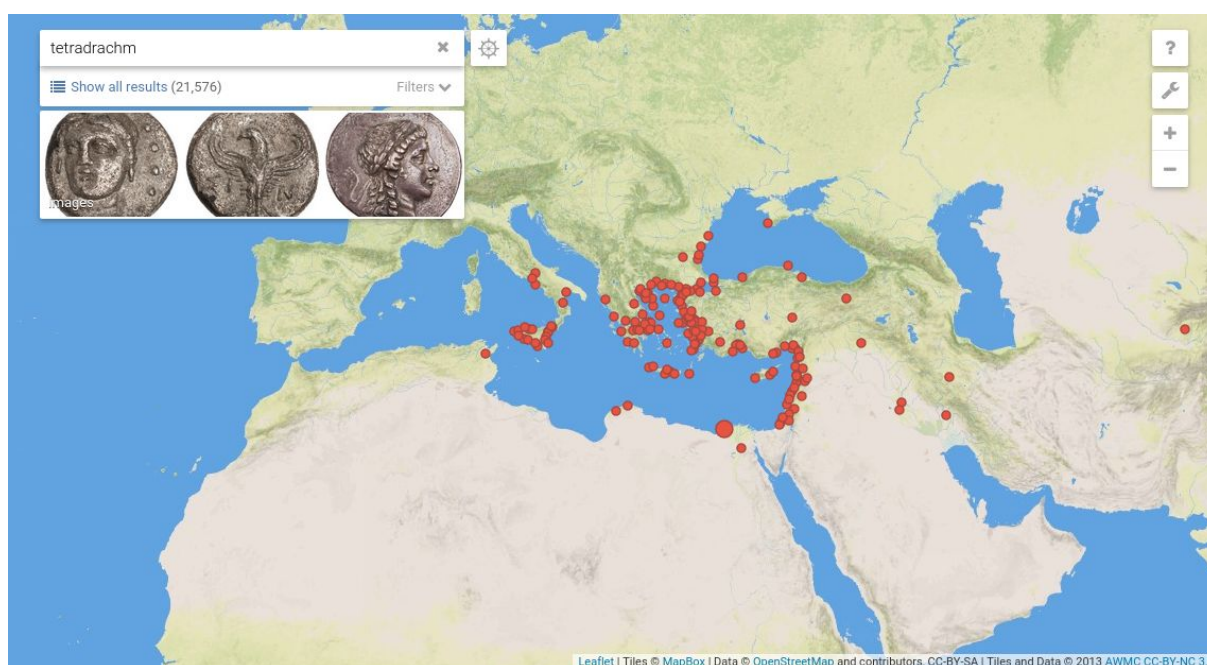 tetradrachm ✖
Show all results (21,576) Filters
images
?
+
−
Leaflet | Tiles © MapBox | Data © OpenStreetMap and contributors, CC-BY-SA | Tiles and Data © 2013 AWMC CC-BY-NC 3